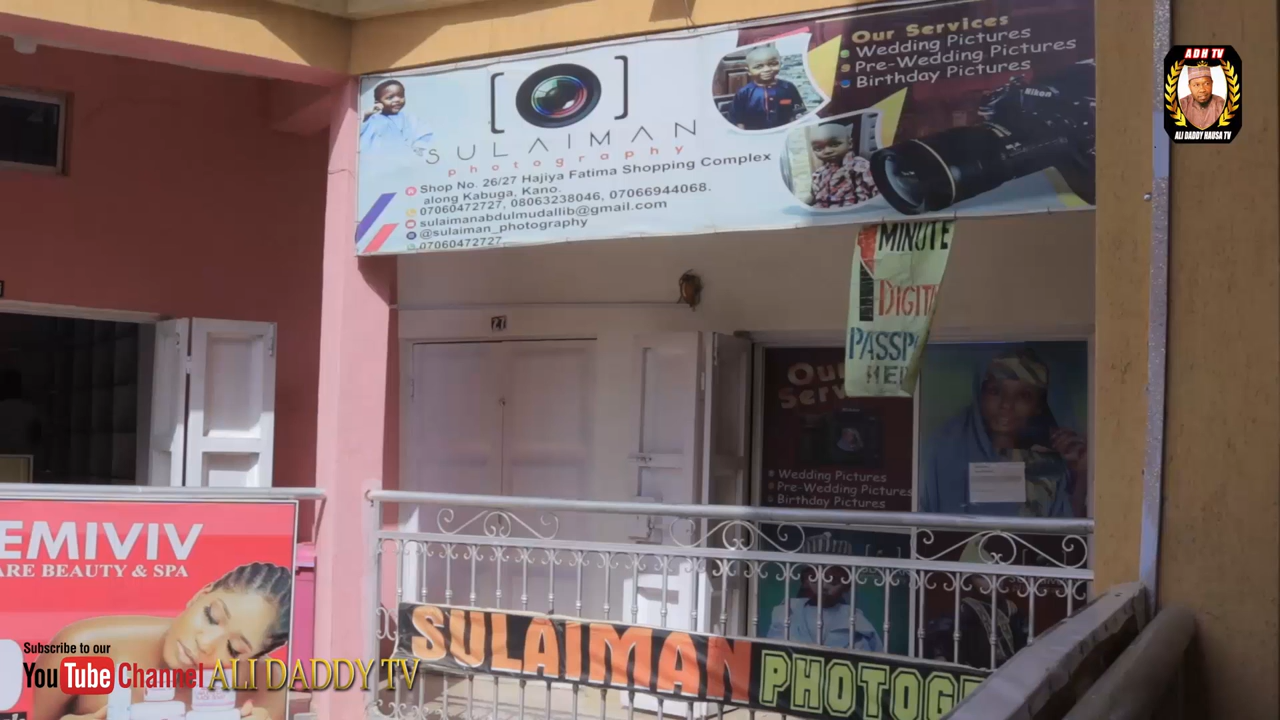 ADH TV
ALI DADDY HAUSA TV
Our Services
Wedding Pictures
Pre-Wedding Pictures
Birthday Pictures
Nikon
SULAIMAN
photography
Shop No. 26/27 Hajiya Fatima Shopping Complex
along Kabuga, Kano.
07060472727, 08063238046, 07066944068.
sulaimanabdulmudallib@gmail.com
@sulaiman_photography
07060472727
MINUTE
DIGIT
PASSP
HE
27
Our
Serv
Wedding Pictures
Pre-Wedding Pictures
Birthday Pictures
EMIVIV
ARE BEAUTY & SPA
SULAIMAN PHOTOG
Subscribe to our
YouTube Channel ALI DADDY TV